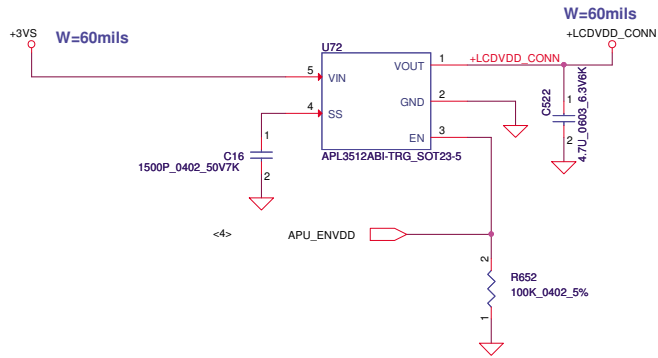 W=60mils
+3VS
W=60mils
+LCDVDD_CONN
U72
5
VIN
VOUT
1
+LCDVDD_CONN
4
SS
GND
2
EN
3
APL3512ABI-TRG_SOT23-5
1
C16
1500P_0402_50V7K
2
C522
1
2
4.7U_0603_6.3V6K
<4>
APU_ENVDD
2
R652
100K_0402_5%
1